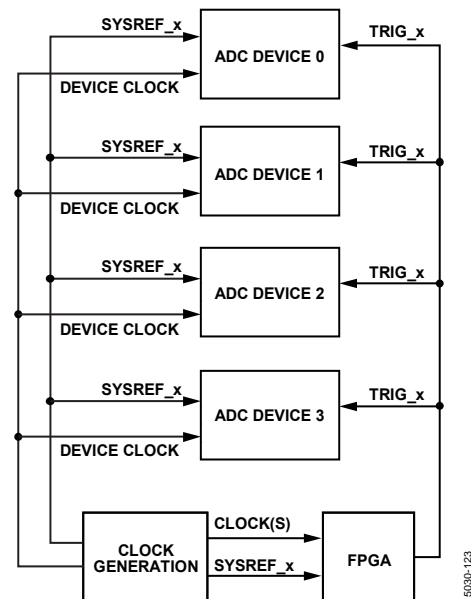 SYSREF_x
TRIG_x
ADC DEVICE 0
DEVICE CLOCK
SYSREF_x
TRIG_x
ADC DEVICE 1
DEVICE CLOCK
SYSREF_x
TRIG_x
ADC DEVICE 2
DEVICE CLOCK
SYSREF_x
TRIG_x
ADC DEVICE 3
DEVICE CLOCK
CLOCK(S)
CLOCK
GENERATION
FPGA
SYSREF_x
5030-123